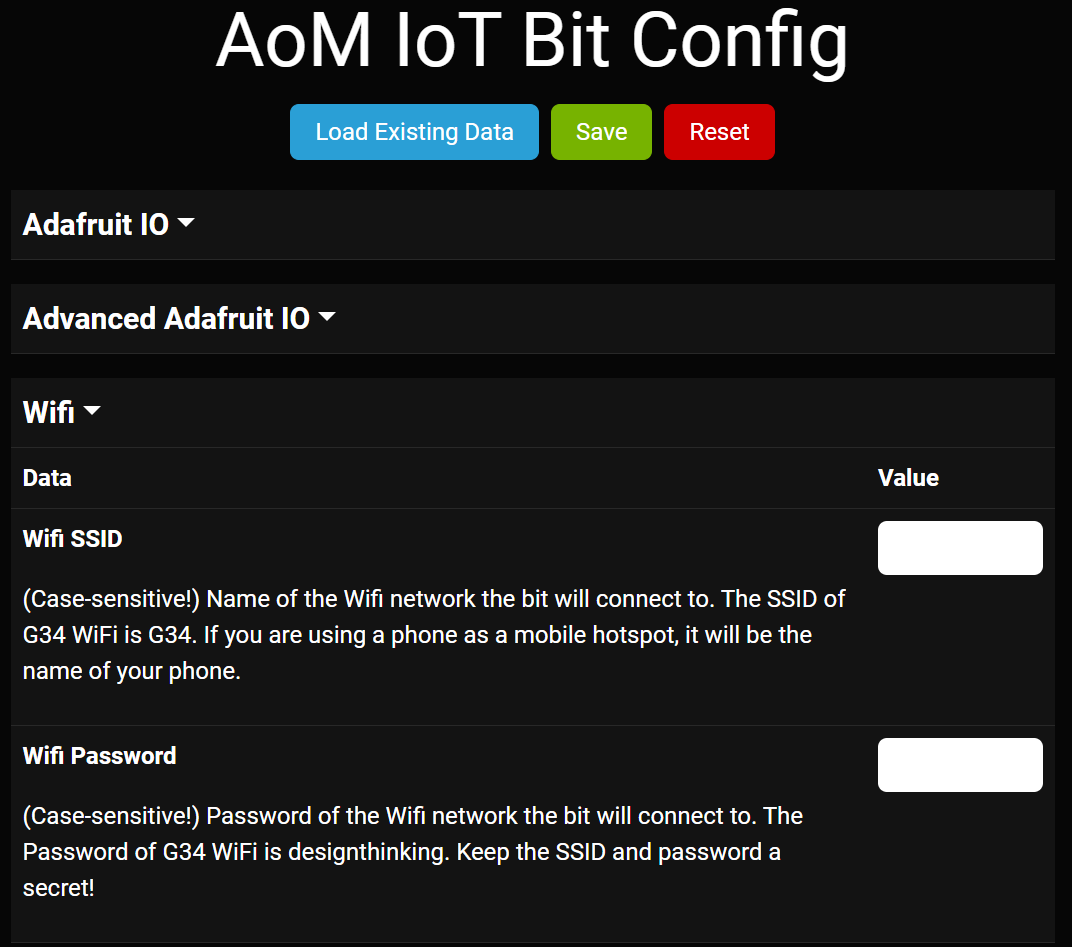 AoM IoT Bit Config
Load Existing Data Save Reset
Adafruit IO
Advanced Adafruit IO
Wifi
Data Value
Wifi SSID
(Case-sensitive!) Name of the Wifi network the bit will connect to. The SSID of
G34 WiFi is G34. If you are using a phone as a mobile hotspot, it will be the
name of your phone.
Wifi Password
(Case-sensitive!) Password of the Wifi network the bit will connect to. The
Password of G34 WiFi is designthinking. Keep the SSID and password a
secret!